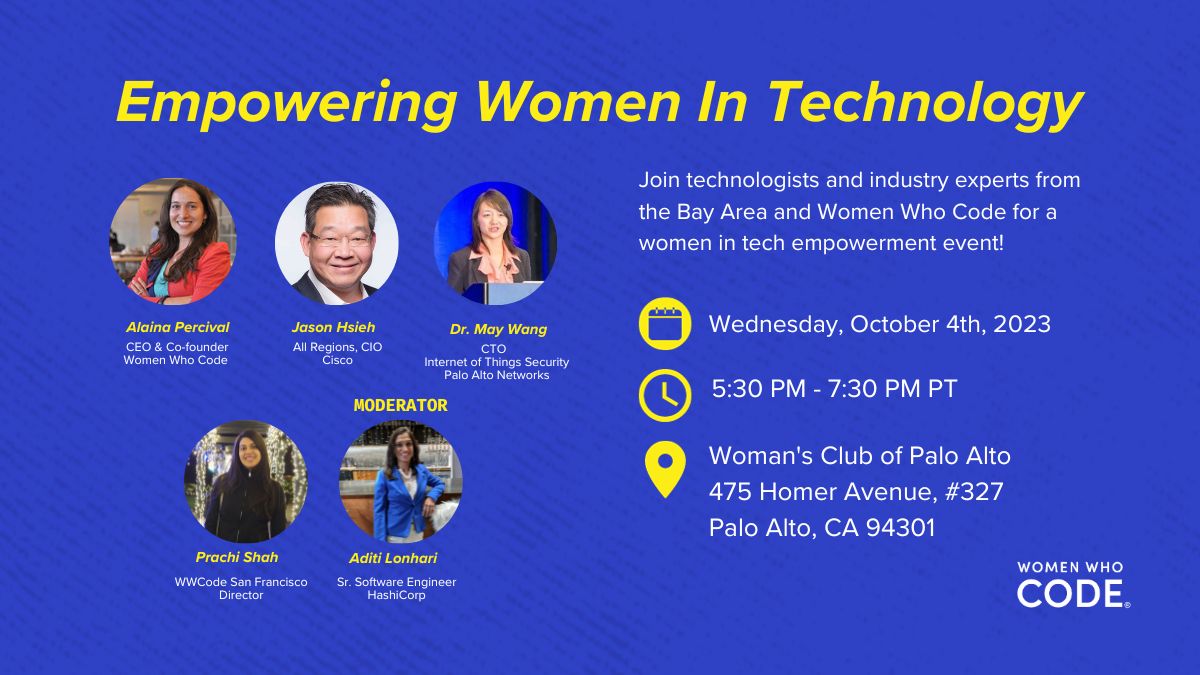 Empowering Women In Technology
Join technologists and industry experts from
the Bay Area and Women Who Code for a
women in tech empowerment event!
Alaina Percival
CEO & Co-founder
Women Who Code
Jason Hsieh
All Regions, CIO
Cisco
Dr. May Wang
CTO
Internet of Things Security
Palo Alto Networks
MODERATOR
Prachi Shah
WWCode San Francisco
Director
Aditi Lonhari
Sr. Software Engineer
HashiCorp
Wednesday, October 4th, 2023
5:30 PM - 7:30 PM PT
Woman's Club of Palo Alto
475 Homer Avenue, #327
Palo Alto, CA 94301
WOMEN WHO
CODE®